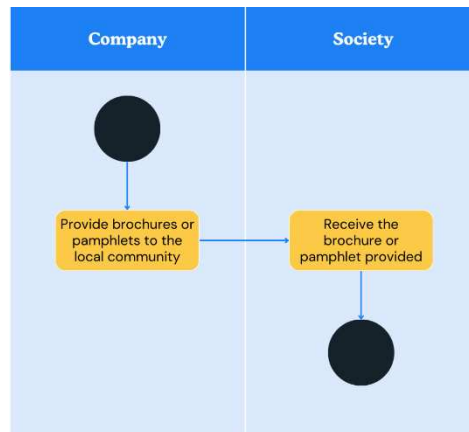 Company
Society
Provide brochures or
pamphlets to the
local community
Receive the
brochure or
pamphlet provided